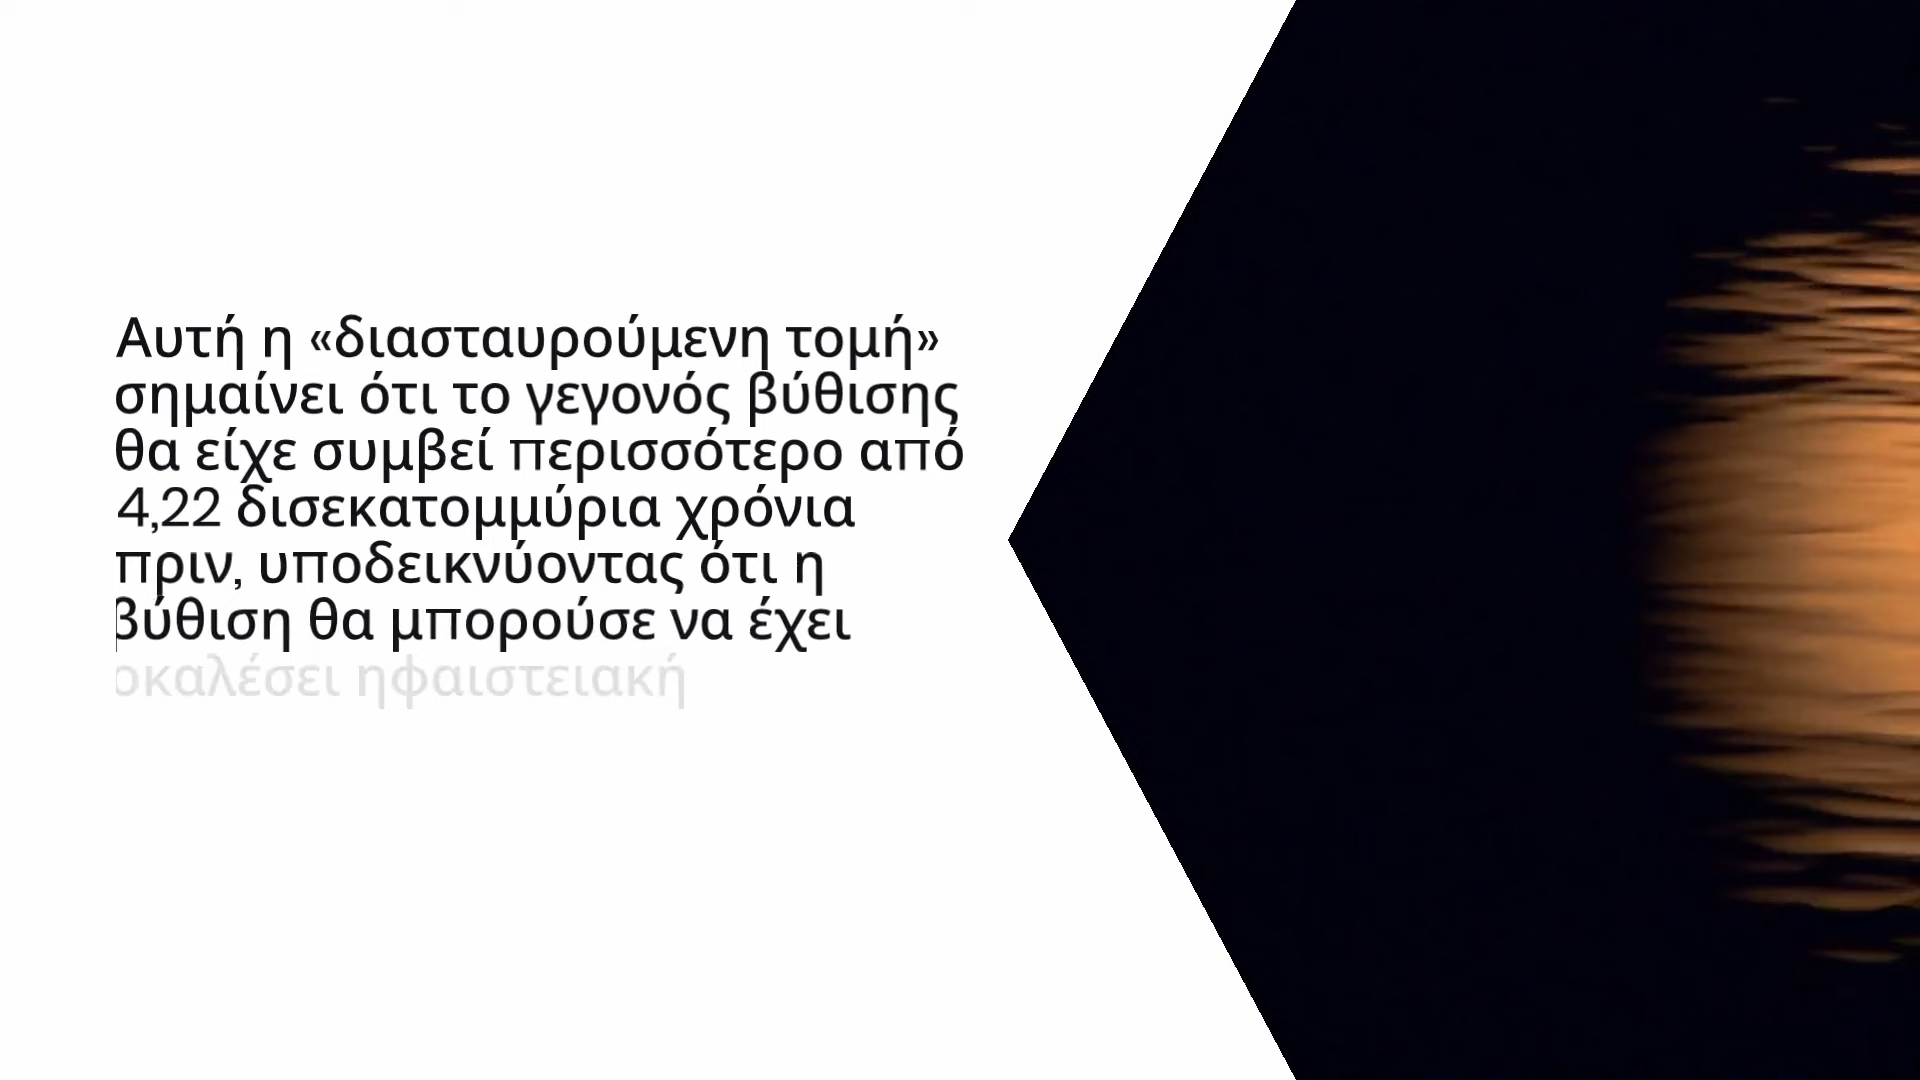 Αυτή η «διασταυρούμενη τομή»
σημαίνει ότι το γεγονός βύθισης
θα είχε συμβεί περισσότερο από
4,22 δισεκατομμύρια χρόνια
πριν, υποδεικνύοντας ότι η
βύθιση θα μπορούσε να έχει
οκαλέσει ηφαιστειακή